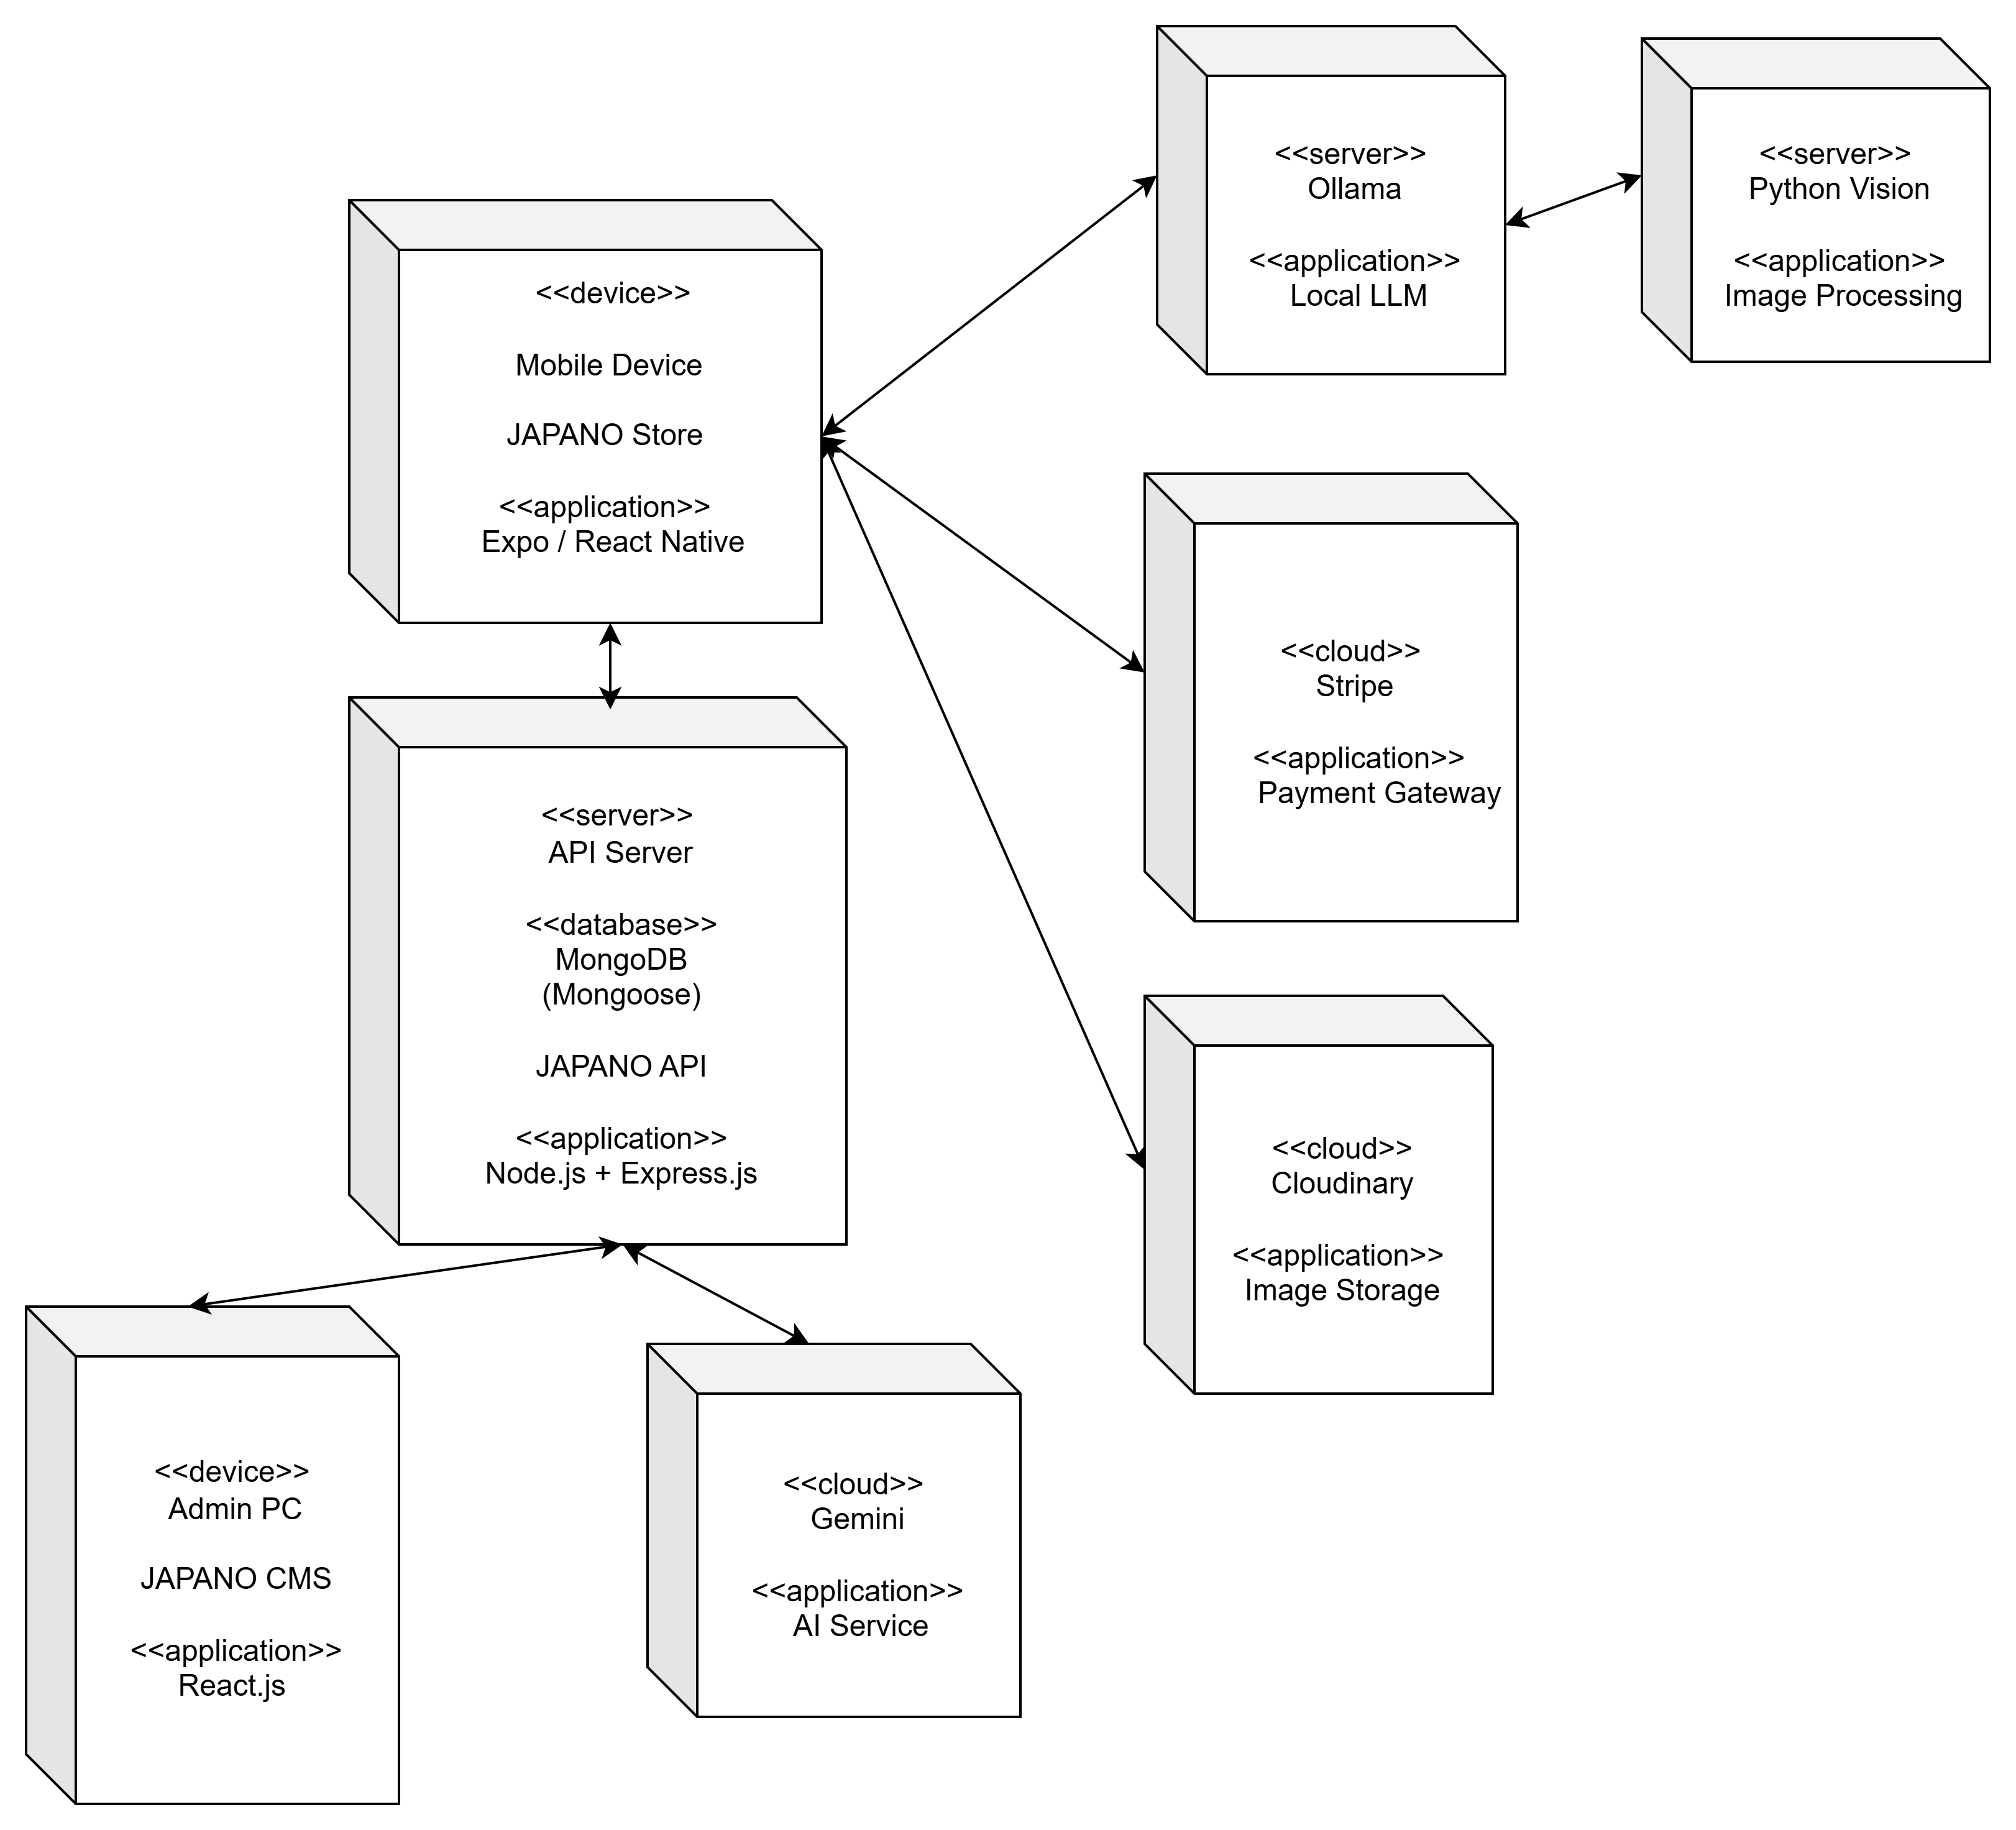 <<device>>
Mobile Device
JAPANO Store
<<application>>
Expo / React Native
<<server>>
Ollama
<<application>>
Local LLM
<<server>>
Python Vision
<<application>>
Image Processing
<<cloud>>
Stripe
<<application>>
Payment Gateway
<<server>>
API Server
<<database>>
MongoDB
(Mongoose)
JAPANO API
<<application>>
Node.js + Express.js
<<cloud>>
Cloudinary
<<application>>
Image Storage
<<device>>
Admin PC
JAPANO CMS
<<application>>
React.js
<<cloud>>
Gemini
<<application>>
AI Service